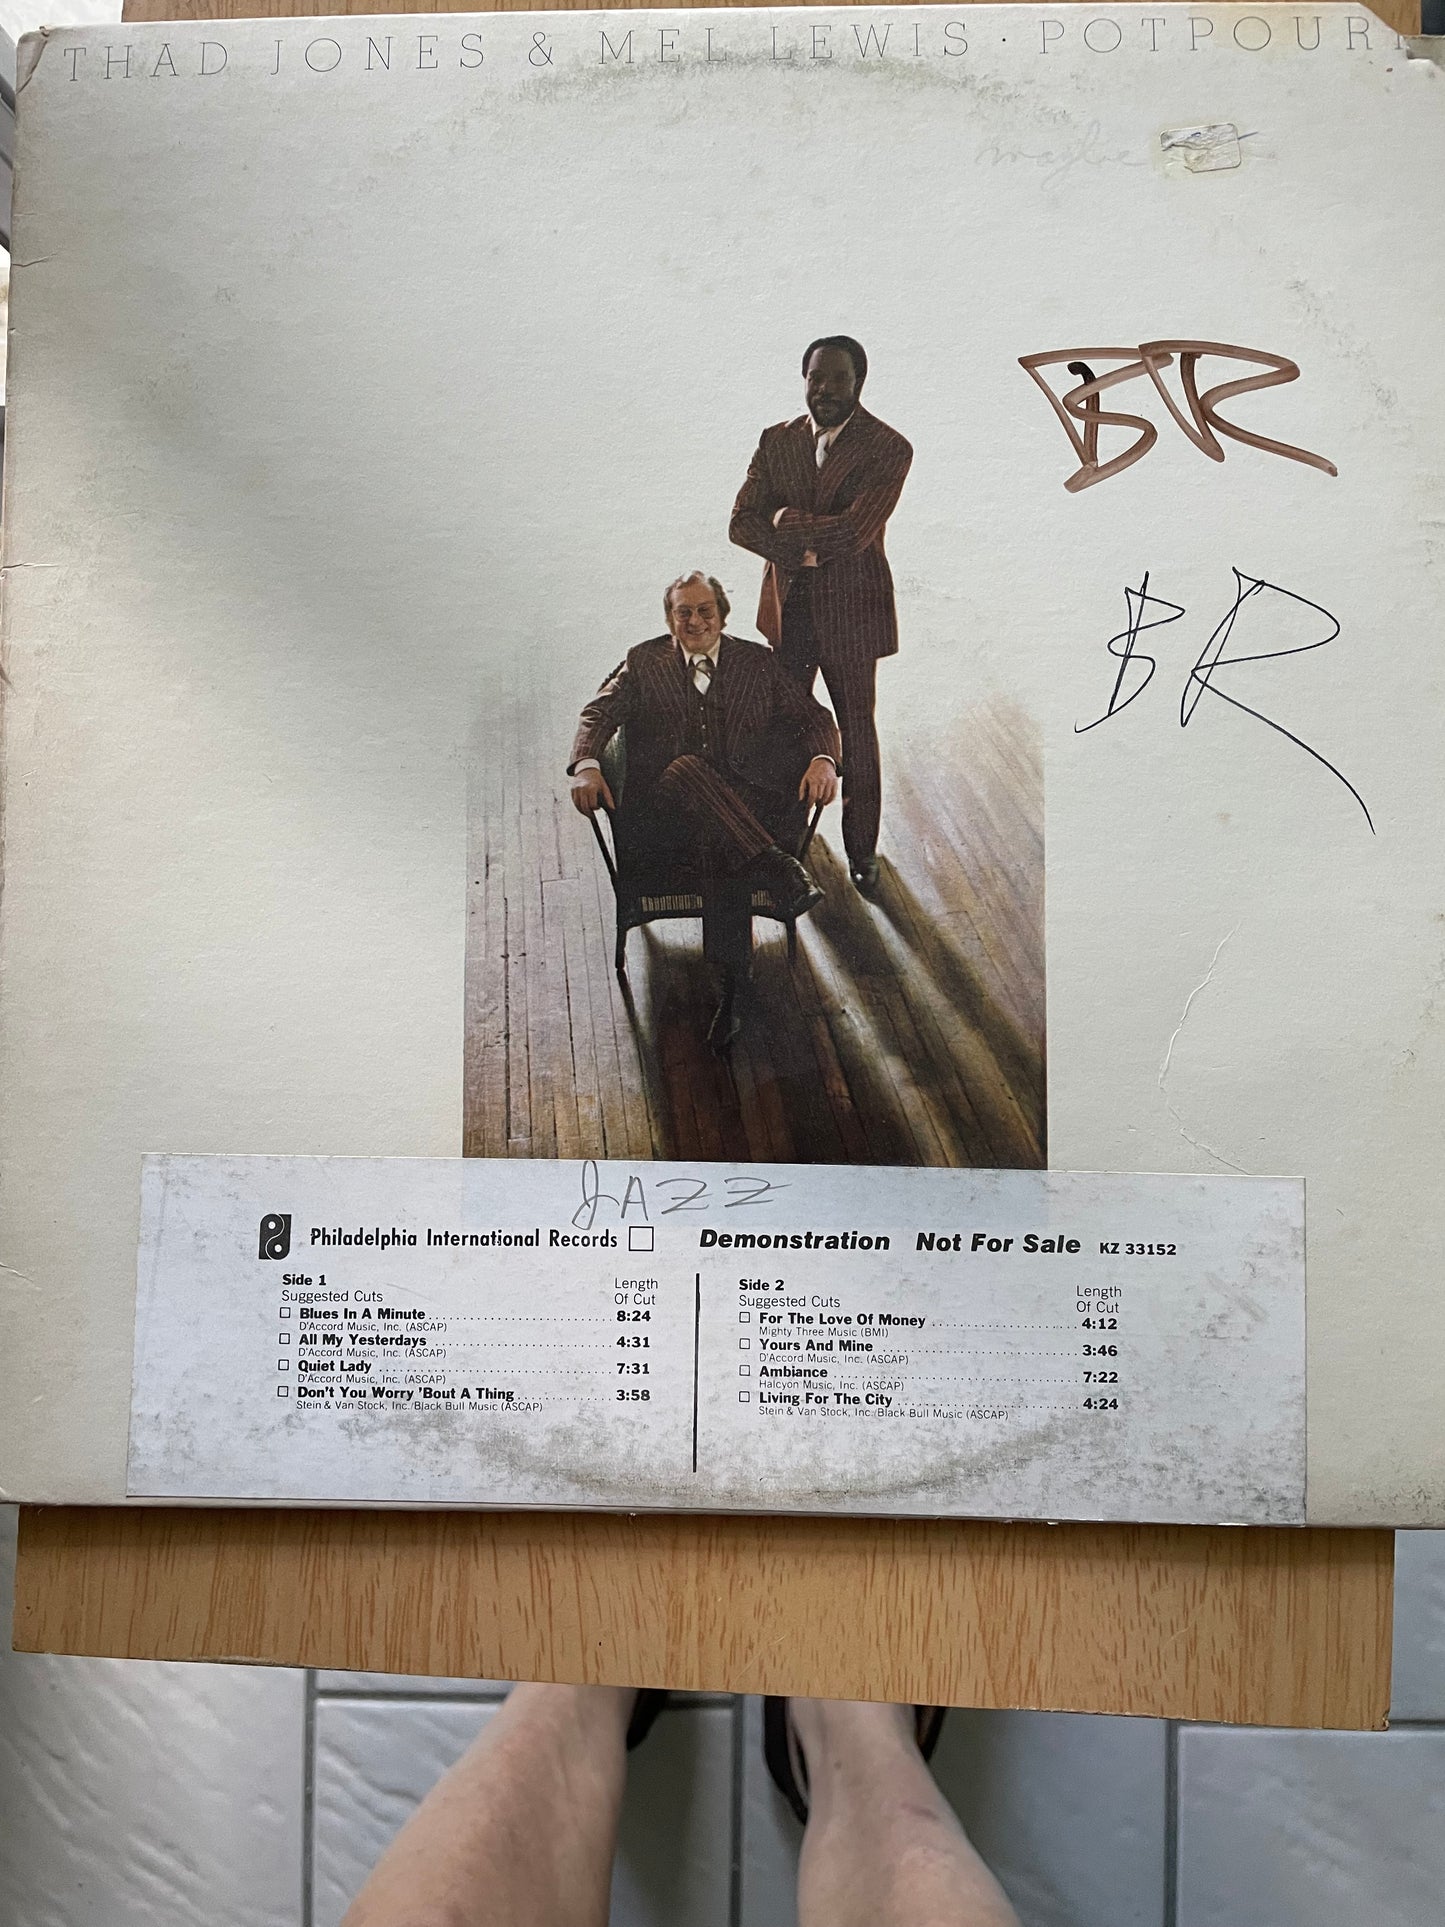 THAD JONES & MEL LEWIS · POTPOURR
maybe
BR
BR
JAZZ
Philadelphia International Records Demonstration Not For Sale KZ 33152
Side 1
Suggested Cuts Length Of Cut
Blues In A Minute 8:24
D'Accord Music, Inc. (ASCAP)
All My Yesterdays 4:31
D'Accord Music, Inc. (ASCAP)
Quiet Lady 7:31
D'Accord Music, Inc. (ASCAP)
Don't You Worry 'Bout A Thing 3:58
Stein & Van Stock, Inc./Black Bull Music (ASCAP)
Side 2
Suggested Cuts Length Of Cut
For The Love Of Money 4:12
Mighty Three Music (BMI)
Yours And Mine 3:46
D'Accord Music, Inc. (ASCAP)
Ambiance 7:22
Halcyon Music, Inc. (ASCAP)
Living For The City 4:24
Stein & Van Stock, Inc./Black Bull Music (ASCAP)